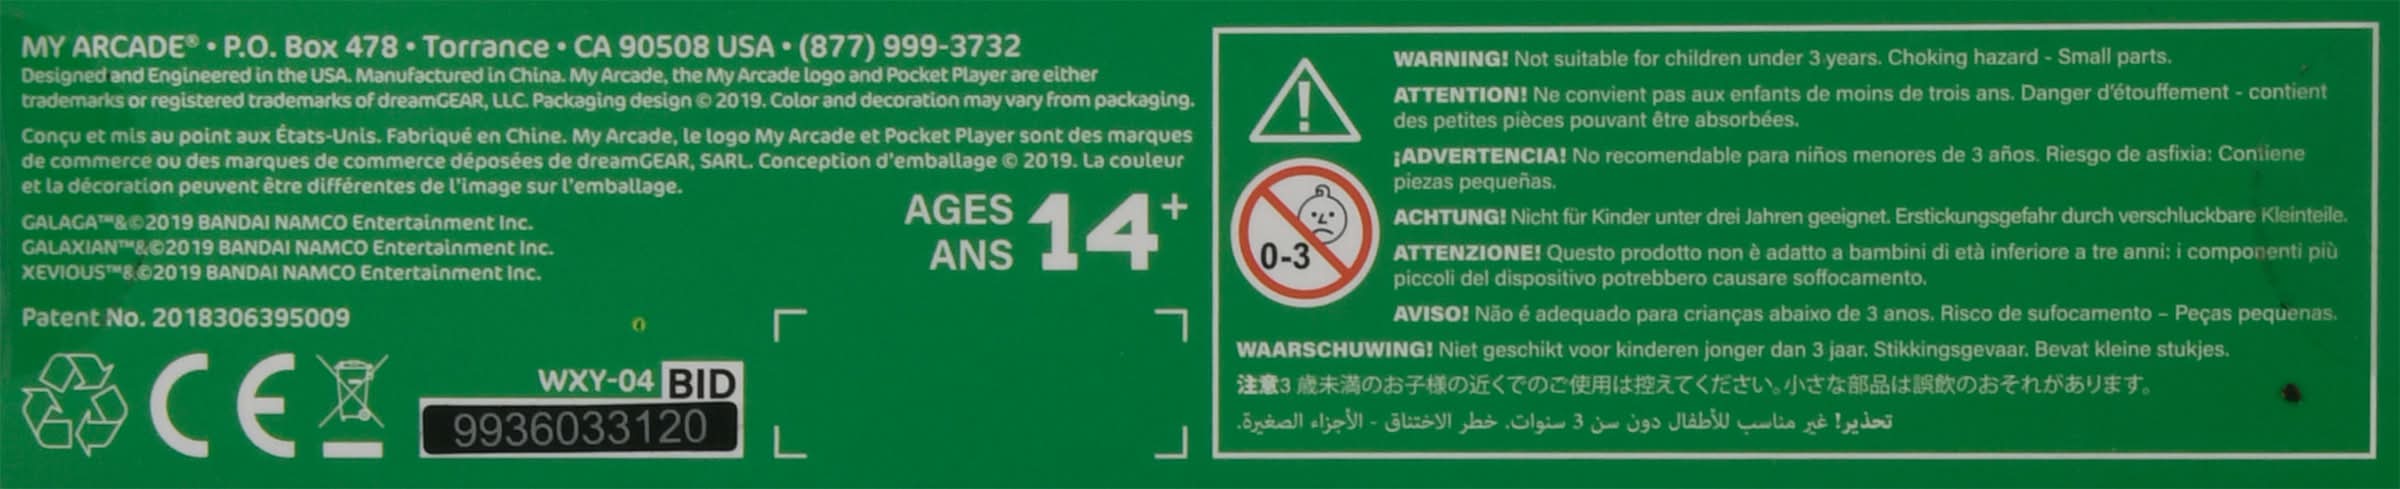 MY ARCADE® • P.O. Box 478 • Torrance • CA 90508 USA • (877) 999-3732
Designed and Engineered in the USA. Manufactured in China. My Arcade, the My Arcade logo and Pocket Player are either
trademarks or registered trademarks of dreamGEAR, LLC. Packaging design © 2019. Color and decoration may vary from packaging.
Conçu et mis au point aux États-Unis. Fabriqué en Chine. My Arcade, le logo My Arcade et Pocket Player sont des marques
de commerce ou des marques de commerce déposées de dreamGEAR, SARL. Conception d'emballage © 2019. La couleur
et la décoration peuvent être différentes de l'image sur l'emballage.
GALAGA™&©2019 BANDAI NAMCO Entertainment Inc.
GALAXIAN™&©2019 BANDAI NAMCO Entertainment Inc.
XEVIOUS™&©2019 BANDAI NAMCO Entertainment Inc.
AGES
ANS
14+
Patent No. 2018306395009
CE
WXY-04 BID
9936033120
WARNING! Not suitable for children under 3 years. Choking hazard - Small parts.
ATTENTION! Ne convient pas aux enfants de moins de trois ans. Danger d'étouffement - contient
des petites pièces pouvant être absorbées.
¡ADVERTENCIA! No recomendable para niños menores de 3 años. Riesgo de asfixia: Contiene
piezas pequeñas.
0-3
ACHTUNG! Nicht für Kinder unter drei Jahren geeignet. Erstickungsgefahr durch verschluckbare Kleinteile.
ATTENZIONE! Questo prodotto non è adatto a bambini di età inferiore a tre anni: i componenti più
piccoli del dispositivo potrebbero causare soffocamento.
AVISO! Não é adequado para crianças abaixo de 3 anos. Risco de sufocamento – Peças pequenas.
WAARSCHUWING! Niet geschikt voor kinderen jonger dan 3 jaar. Stikkingsgevaar. Bevat kleine stukjes.
注意3 歳未満のお子様の近くでのご使用は控えてください。小さな部品は誤飲のおそれがあります。
تحذير! غير مناسب للأطفال دون سن 3 سنوات. خطر الاختناق - الأجزاء الصغيرة.